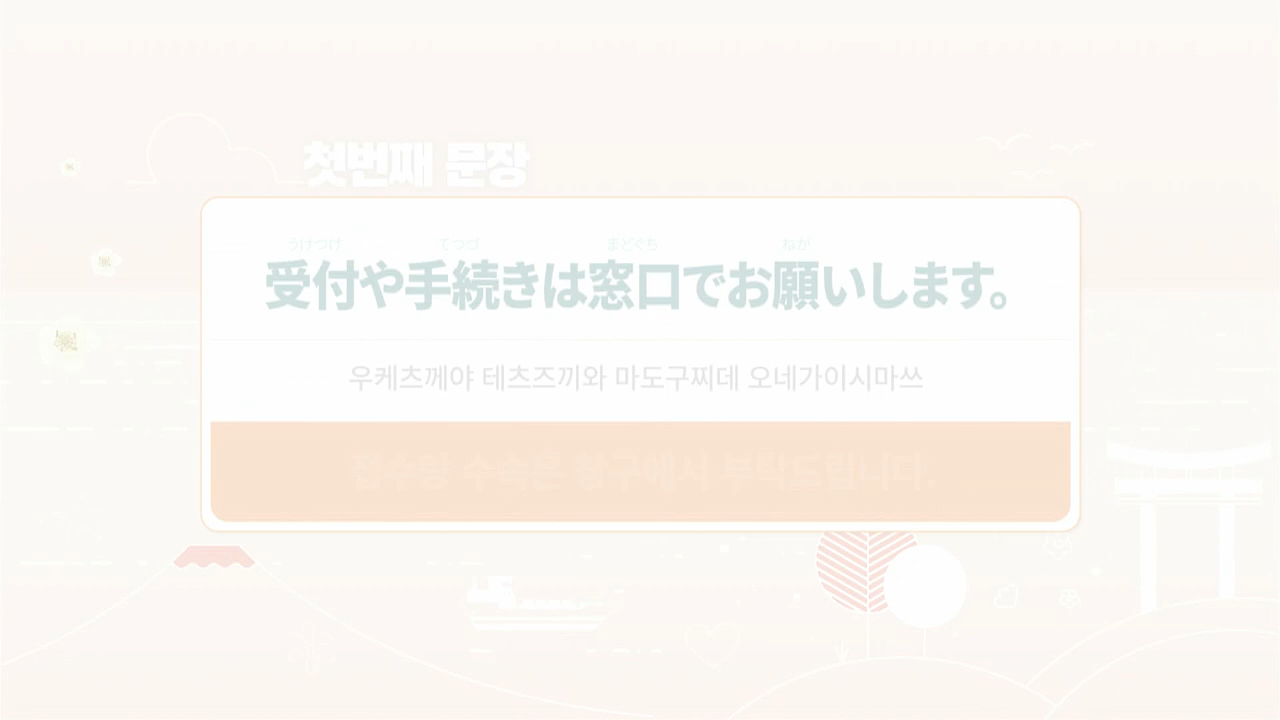 첫번째 문장
うけつけ てつづ まどぐち ねが
受付や手続きは窓口でお願いします。
우케츠께야 테츠즈끼와 마도구찌데 오네가이시마쓰
접수와 수속은 창구에서 부탁드립니다.